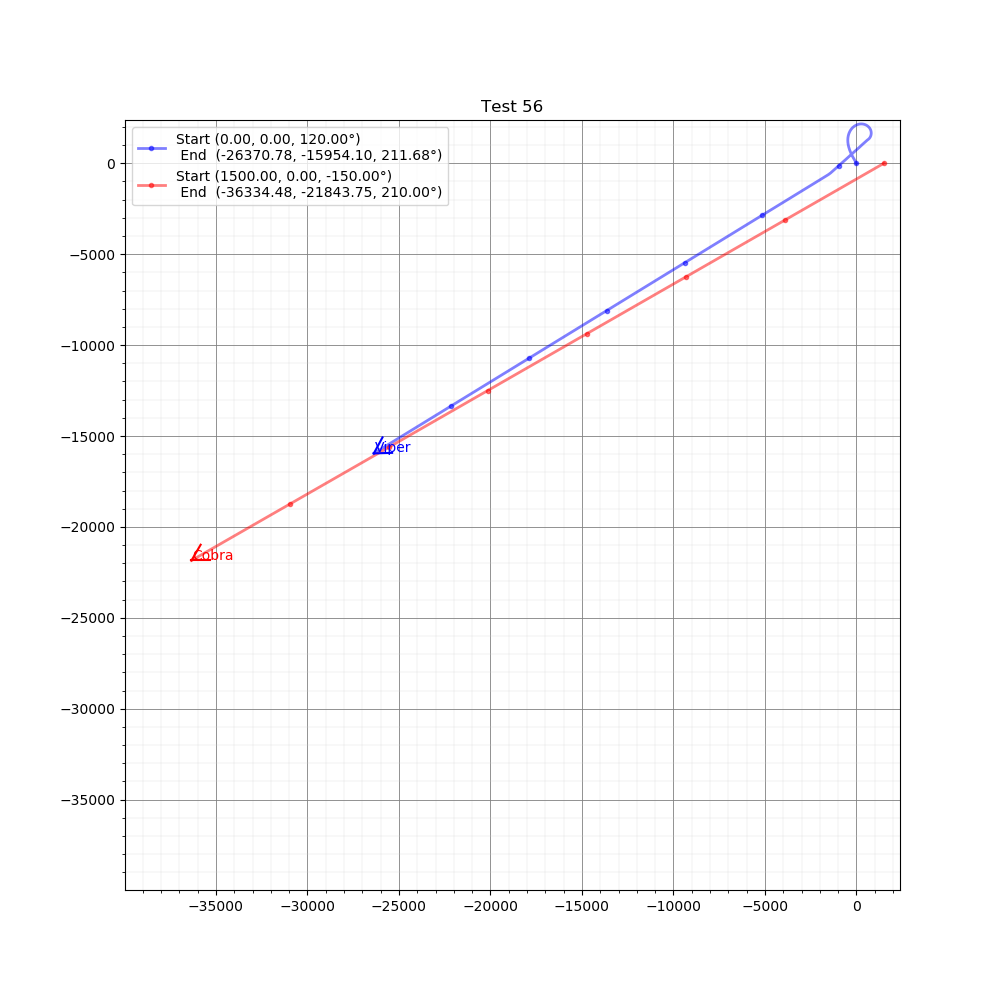 Test 56
Start (0.00, 0.00, 120.00°)
End (-26370.78, -15954.10, 211.68°)
Start (1500.00, 0.00, -150.00°)
End (-36334.48, -21843.75, 210.00°)
0
−5000
−10000
−15000
−20000
−25000
−30000
−35000
Viper
Cobra
−35000 −30000 −25000 −20000 −15000 −10000 −5000 0